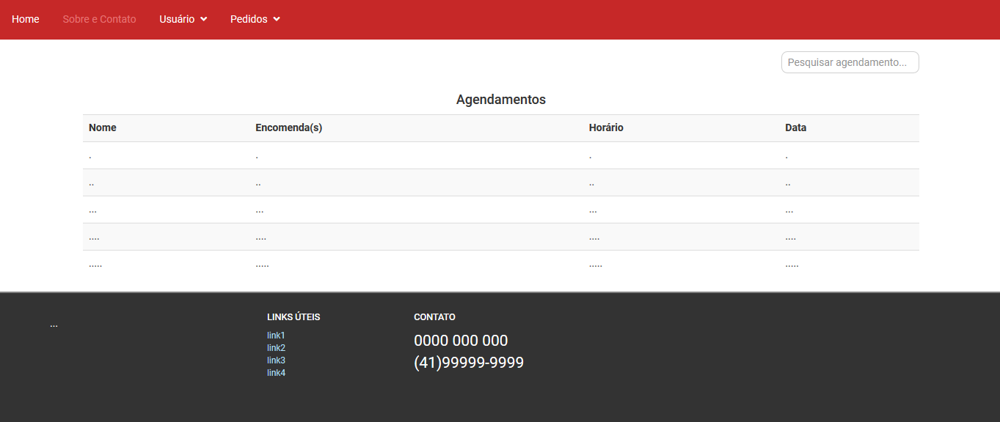 Home Sobre e Contato Usuário Pedidos
Pesquisar agendamento...
Agendamentos
Nome Encomenda(s) Horário Data
. . . .
.. .. .. ..
... ... ... ...
.... .... .... ....
..... ..... ..... .....
...
LINKS ÚTEIS
link1
link2
link3
link4
CONTATO
0000 000 000
(41)99999-9999